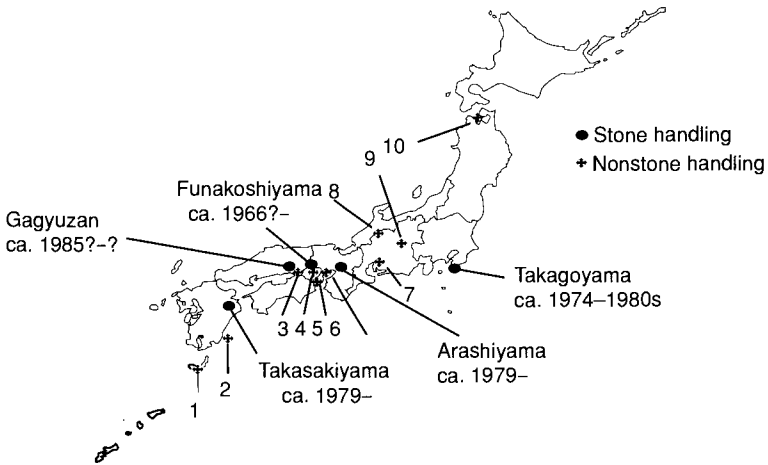 10
9
Stone handling
Nonstone handling
Funakoshiyama 8
ca. 1966?–
Gagyuzan
ca. 1985?–?
Takagoyama
ca. 1974–1980s
7
3 4 5 6
Arashiyama
ca. 1979–
Takasakiyama
ca. 1979–
2
1